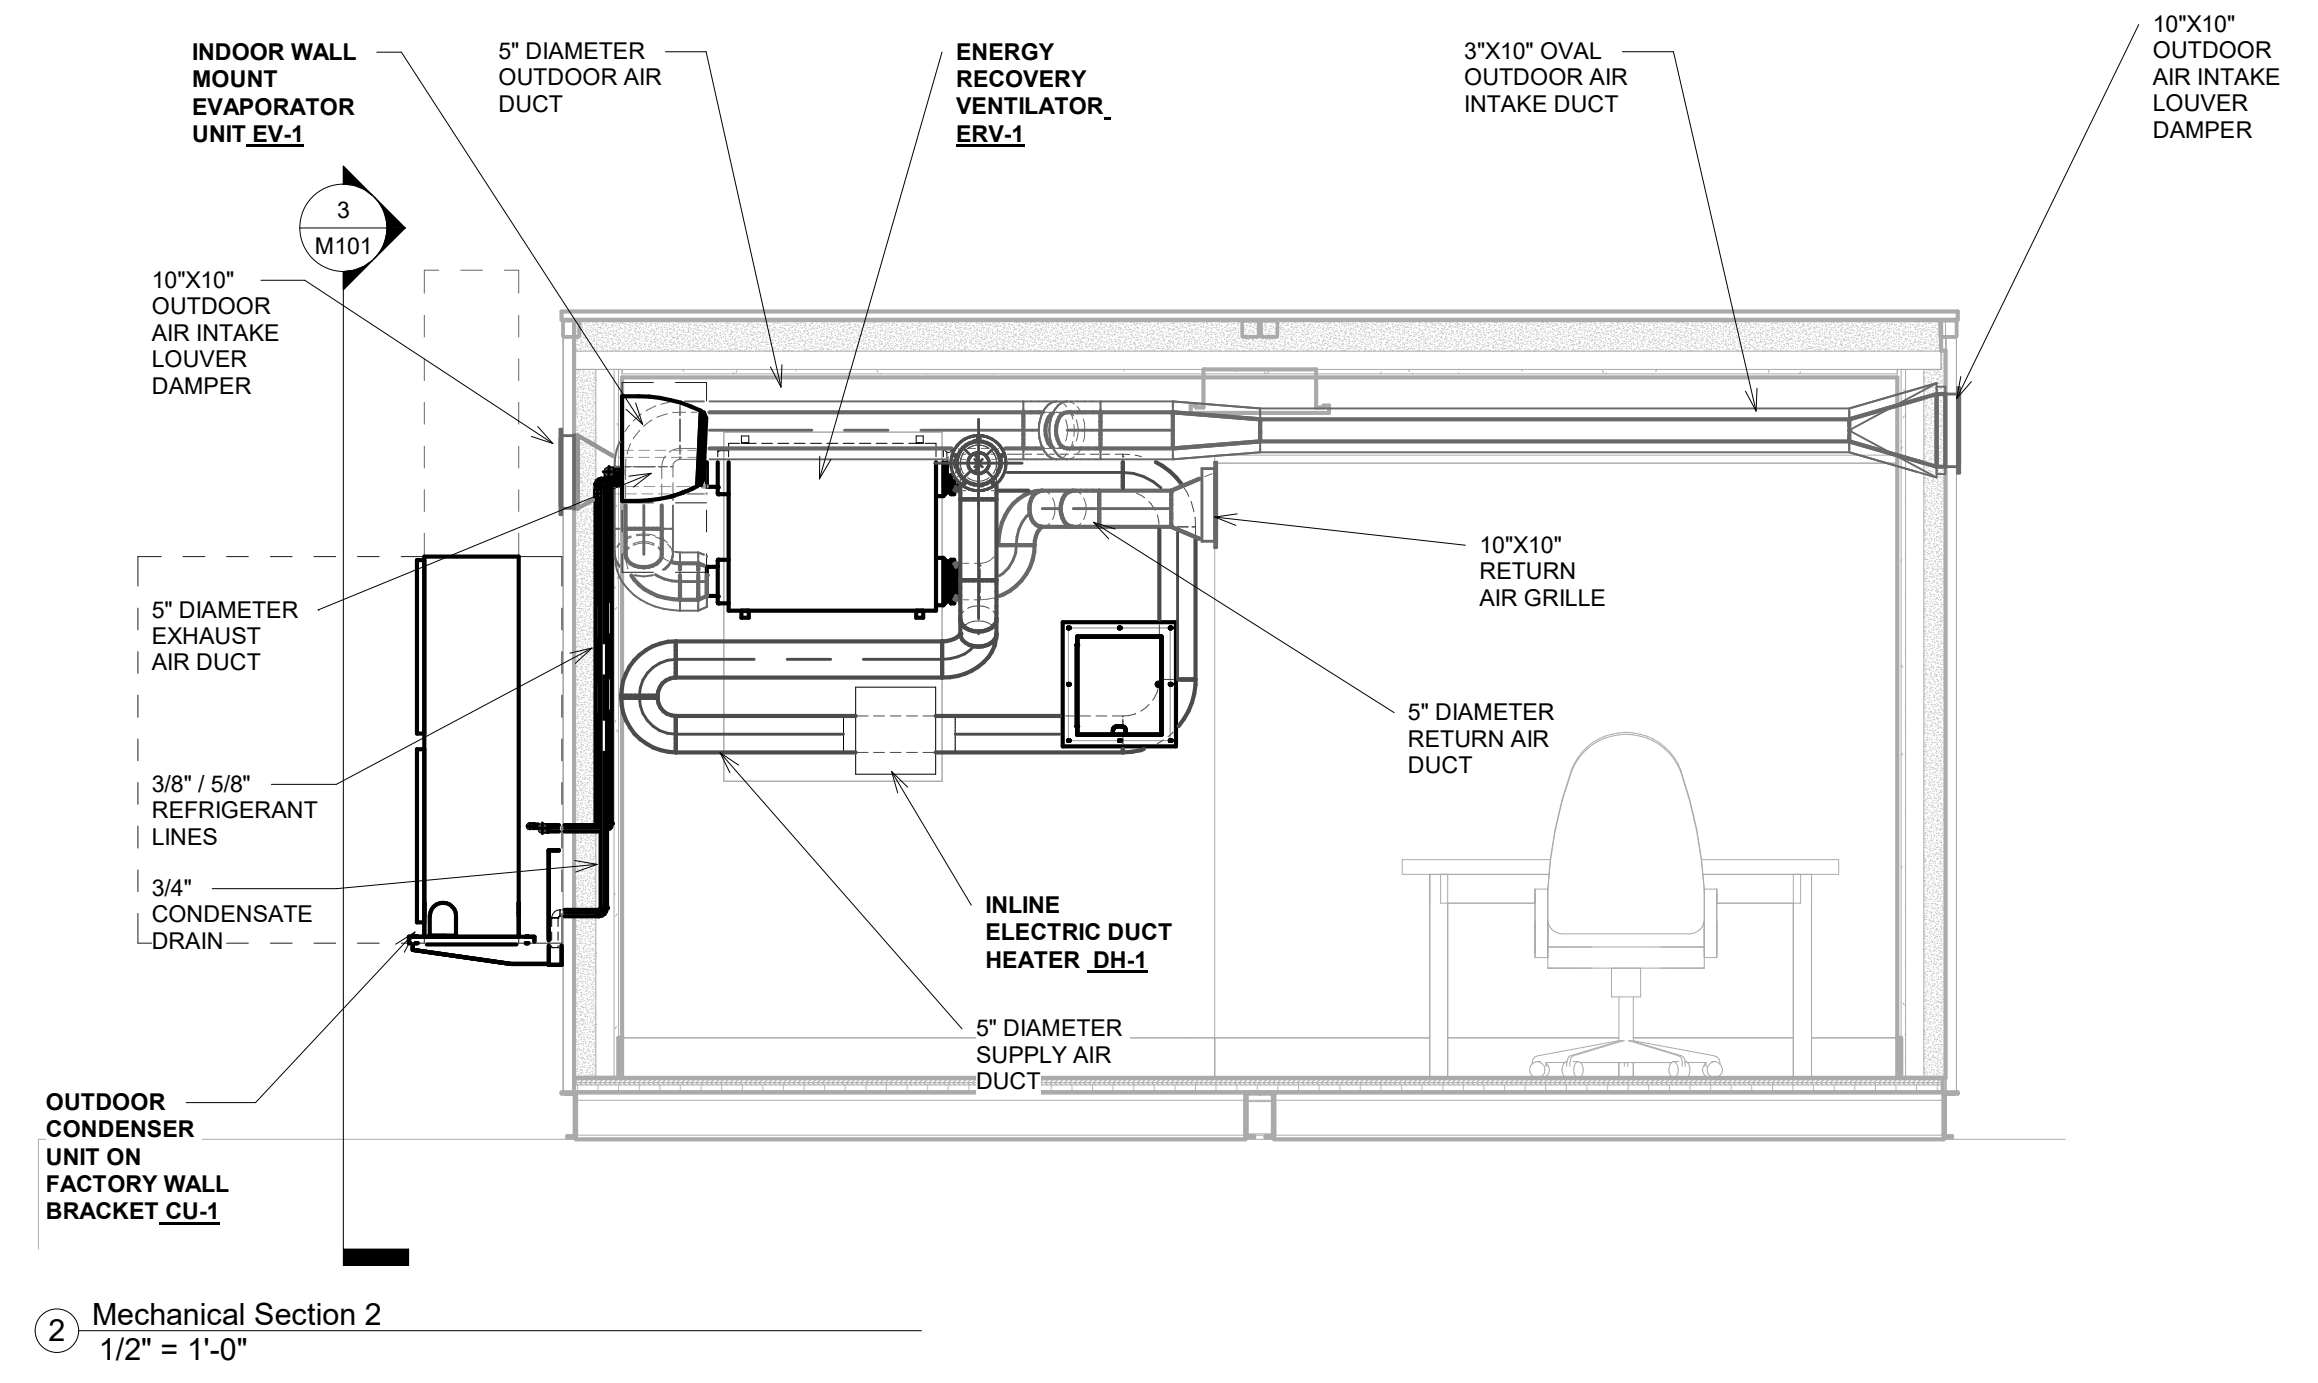 INDOOR WALL
MOUNT
EVAPORATOR
UNIT EV-1
5" DIAMETER
OUTDOOR AIR
DUCT
ENERGY
RECOVERY
VENTILATOR
ERV-1
3"X10" OVAL
OUTDOOR AIR
INTAKE DUCT
10"X10"
OUTDOOR
AIR INTAKE
LOUVER
DAMPER
3
M101
10"X10"
OUTDOOR
AIR INTAKE
LOUVER
DAMPER
5" DIAMETER
EXHAUST
AIR DUCT
10"X10"
RETURN
AIR GRILLE
5" DIAMETER
RETURN AIR
DUCT
3/8" / 5/8"
REFRIGERANT
LINES
3/4"
CONDENSATE
DRAIN
INLINE
ELECTRIC DUCT
HEATER DH-1
5" DIAMETER
SUPPLY AIR
DUCT
OUTDOOR
CONDENSER
UNIT ON
FACTORY WALL
BRACKET CU-1
2
Mechanical Section 2
1/2" = 1'-0"